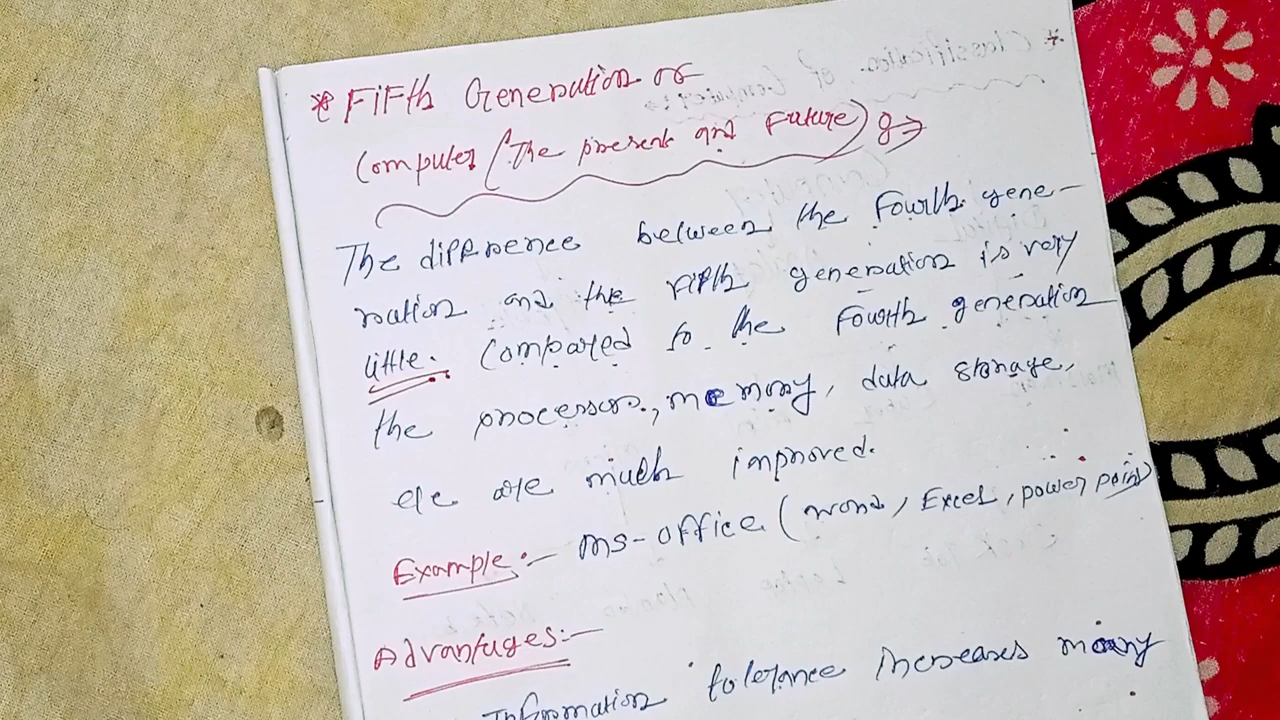 * Fifth Generation or
Computer (The present and Future) :→
The difference between the Fourth gene-
ration and the Fifth generation is very
little. Compared to the Fourth generation
the processor, memory, data storage,
etc are much improved.
Example:- MS-office (word, Excel, power point)
Advantages:-
Information tolerance increases many